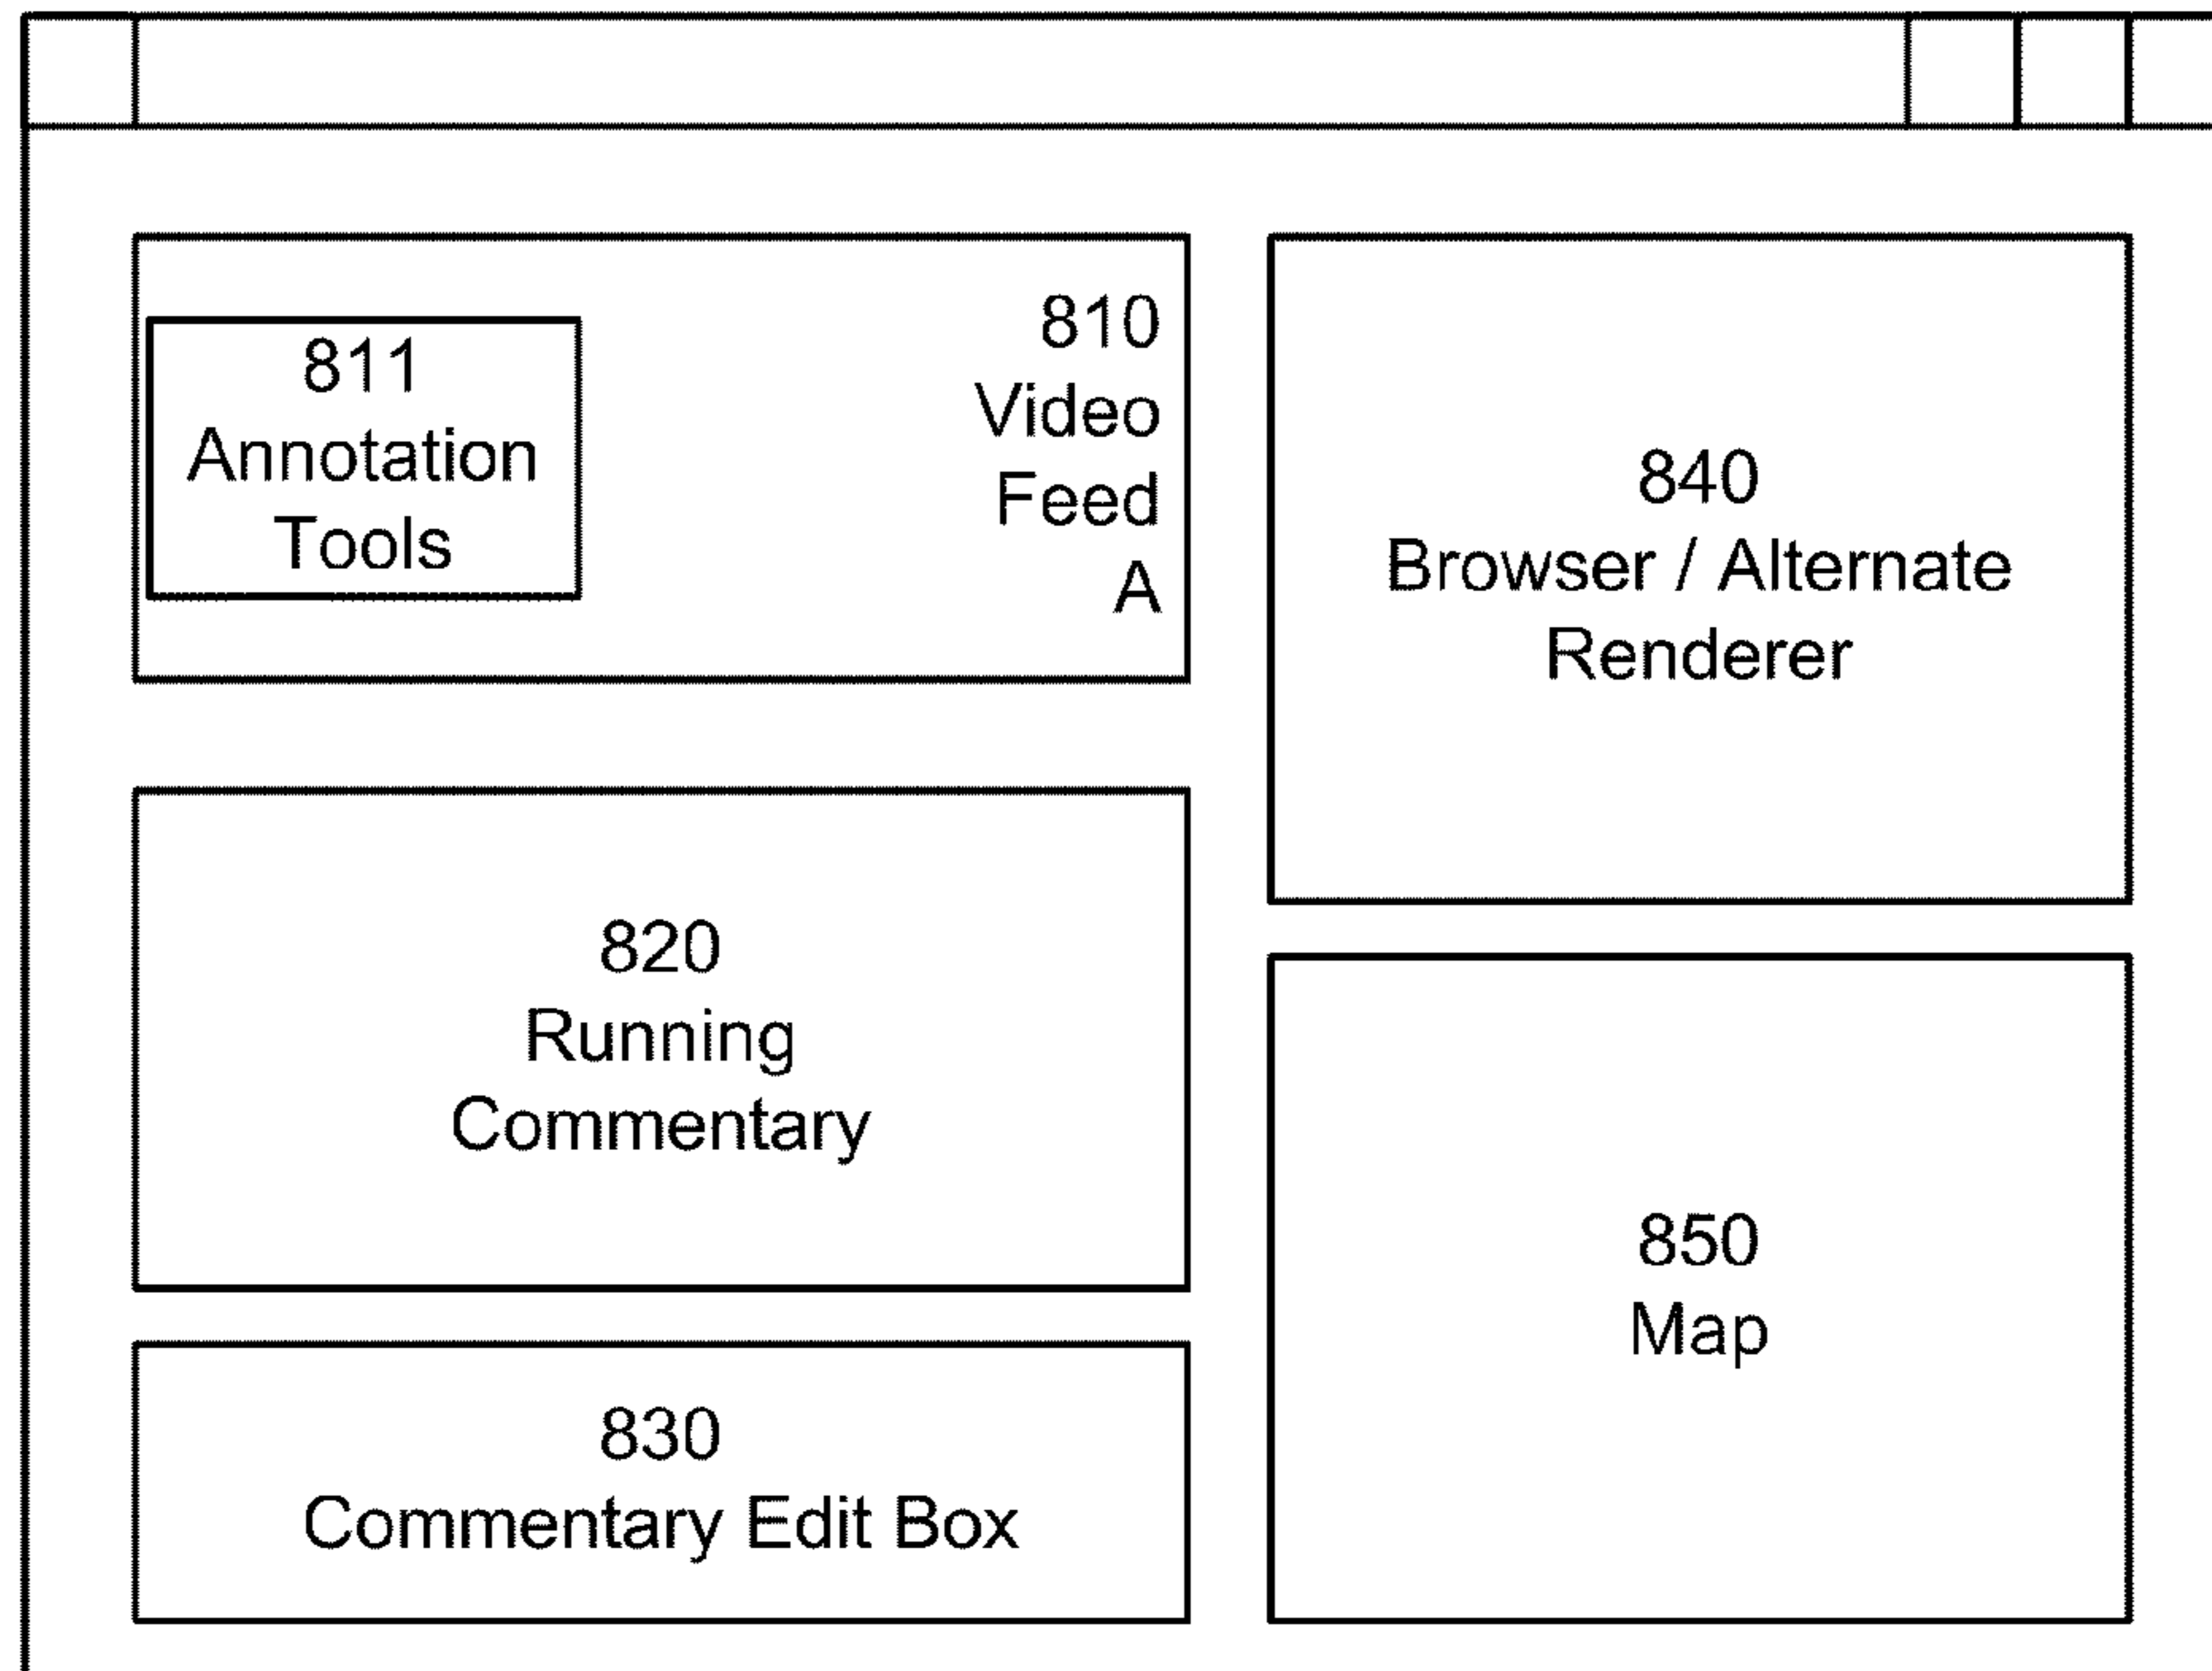 811
Annotation
Tools
810
Video
Feed
A
820
Running
Commentary
830
Commentary Edit Box
840
Browser / Alternate
Renderer
850
Map